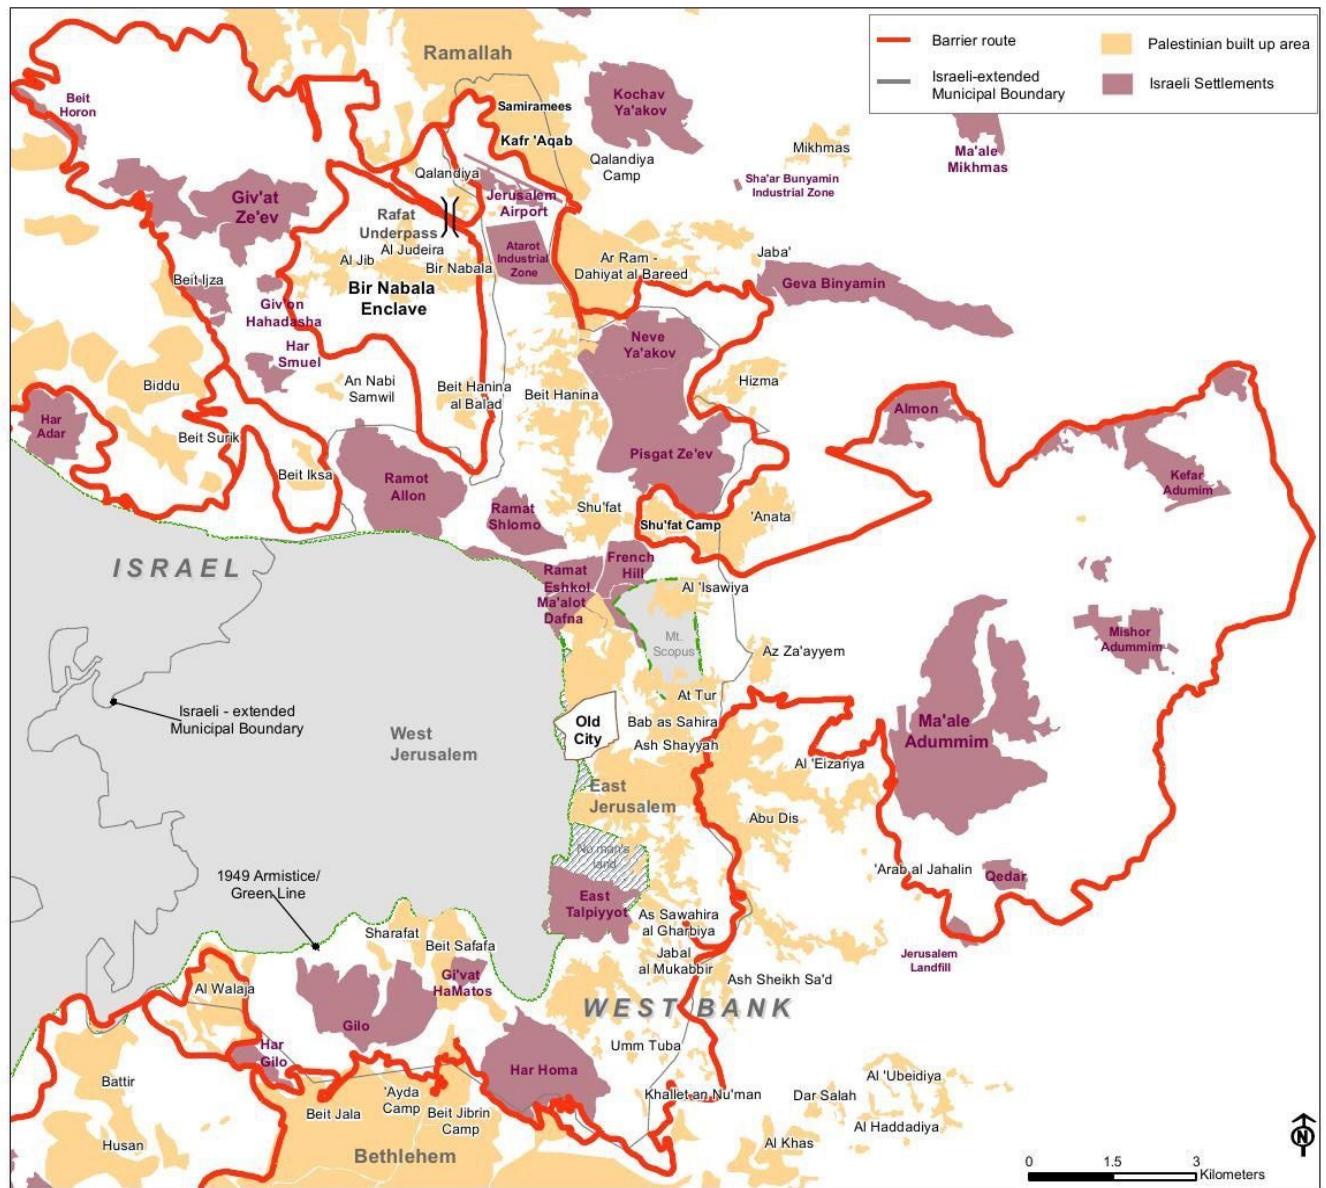 Ramallah
Barrier route
Israeli-extended
Municipal Boundary
Palestinian built up area
Israeli Settlements
Beit
Horon
Samiramees
Kochav
Ya'akov
Kafr 'Aqab
Qalandiya
Camp
Mikhmas
Ma'ale
Mikhmas
Sha'ar Bunyamin
Industrial Zone
Qalandiya
Jerusalem
Airport
Giv'at
Ze'ev
Rafat
Underpass
Al Judeira
Al Jib
Bir Nabala
Atarot
Industrial
Zone
Ar Ram -
Dahiyat al Bareed
Jaba'
Geva Binyamin
Beit Ijza
Bir Nabala
Enclave
Giv'on
Hahadasha
Har
Smuel
Neve
Ya'akov
Biddu
An Nabi
Samwil
Beit Hanina
al Balad
Beit Hanina
Hizma
Almon
Har
Adar
Beit Surik
Beit Iksa
Ramot
Allon
Pisgat Ze'ev
Kefar
Adumim
Ramat
Shlomo
Shu'fat
Shu'fat Camp
'Anata
ISRAEL
French
Hill
Ramat
Eshkol
Ma'alot
Dafna
Al 'Isawiya
Mt.
Scopus
Az Za'ayyem
Mishor
Adummim
At Tur
Israeli - extended
Municipal Boundary
West
Jerusalem
Old
City
Bab as Sahira
Ash Shayyah
Ma'ale
Adummim
Al 'Eizariya
East
Jerusalem
Abu Dis
No man's
land
1949 Armistice/
Green Line
'Arab al Jahalin
Qedar
East
Talpiyyot
As Sawahira
al Gharbiya
Sharafat
Beit Safafa
Jabal
al Mukabbir
Jerusalem
Landfill
Al Walaja
Gi'vat
HaMatos
Ash Sheikh Sa'd
WEST BANK
Gilo
Har
Gilo
Umm Tuba
Har Homa
Battir
'Ayda
Camp
Beit Jala
Beit Jibrin
Camp
Khallet an Nu'man
Dar Salah
Al 'Ubeidiya
Al Haddadiya
Husan
Bethlehem
Al Khas
N
0 1.5 3
Kilometers